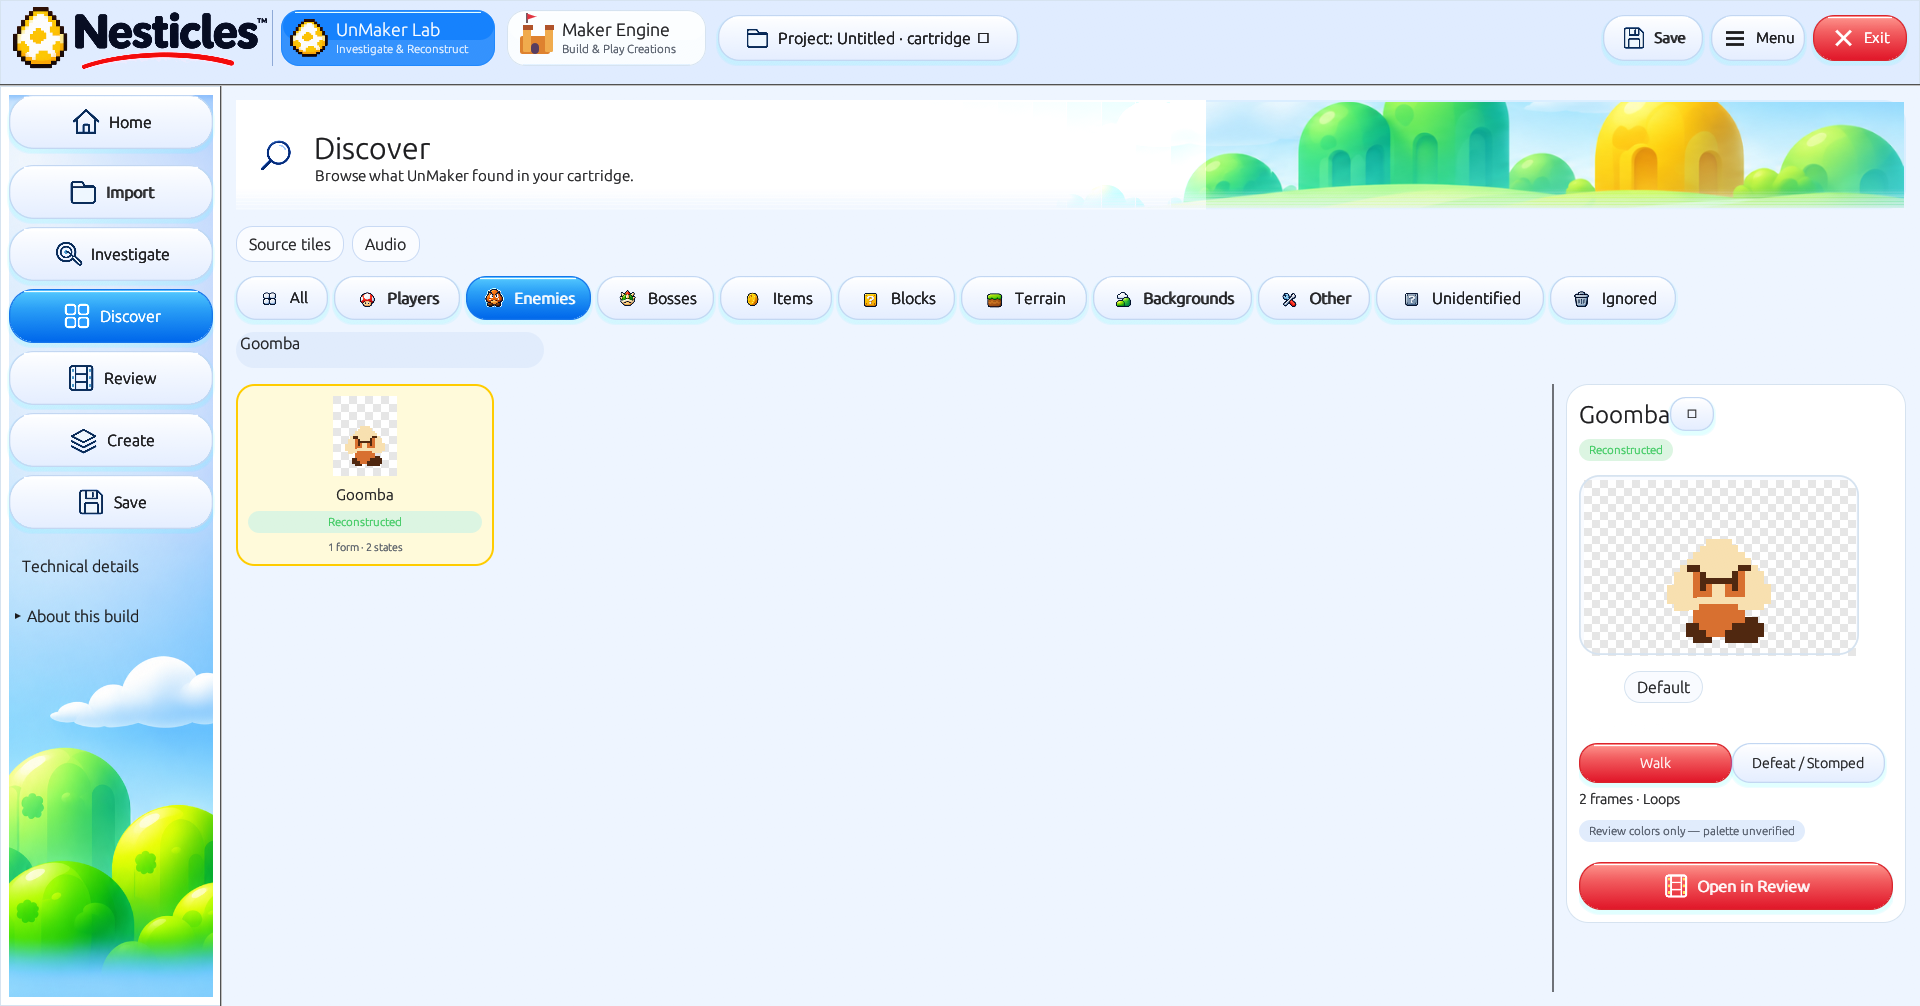 Nesticles™
UnMaker Lab
Investigate & Reconstruct
Maker Engine
Build & Play Creations
Project: Untitled · cartridge
Save
Menu
Exit
Home
Import
Investigate
Discover
Review
Create
Save
Technical details
About this build
Discover
Browse what UnMaker found in your cartridge.
Source tiles
Audio
All
Players
Enemies
Bosses
Items
Blocks
Terrain
Backgrounds
Other
Unidentified
Ignored
Goomba
Goomba
Reconstructed
1 form · 2 states
Goomba
Reconstructed
Default
Walk
Defeat / Stomped
2 frames · Loops
Review colors only — palette unverified
Open in Review